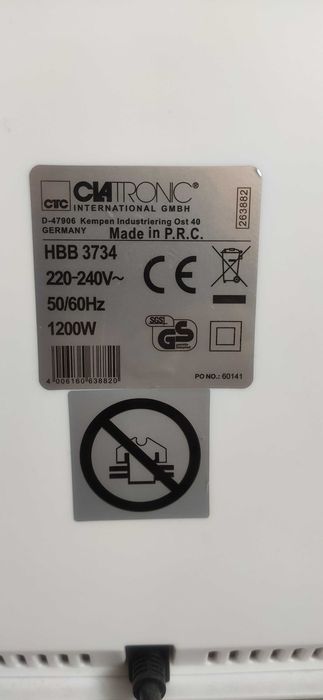 CTC CLATRONIC®
INTERNATIONAL GMBH
D-47906 Kempen Industriering Ost 40
GERMANY Made in P.R.C.
263882
HBB 3734
220-240V~
50/60Hz
1200W
CE
SGS
GS
4 006160 638820
PO NO.: 60141